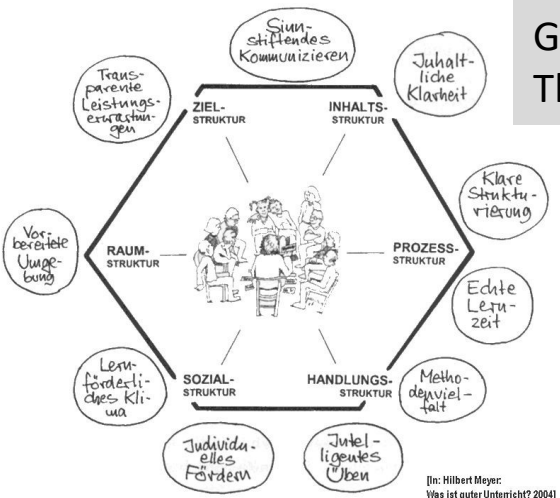 Sinn-
stiftendes
Kommunizieren
G
Inhalt-
liche
Klarheit
Trans-
parente
Leistungs-
erwartun-
gen
ZIEL-
STRUKTUR
INHALTS-
STRUKTUR
Klare
Struktu-
rierung
Vor-
bereitete
Umge-
bung
RAUM-
STRUKTUR
PROZESS-
STRUKTUR
Echte
Lern-
zeit
Lern-
förderli-
ches Kli-
ma
SOZIAL-
STRUKTUR
HANDLUNGS-
STRUKTUR
Metho-
denviel-
falt
Individu-
elles
Fördern
Intel-
ligentes
Üben
[In: Hilbert Meyer:
Was ist guter Unterricht? 2004]